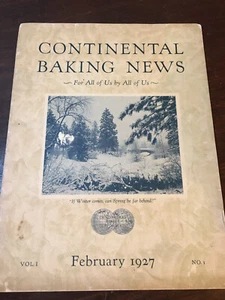 CONTINENTAL
BAKING NEWS
For All of Us by All of Us
"If Winter comes, can Spring be far behind?"
VOL. I
February 1927
NO. 1